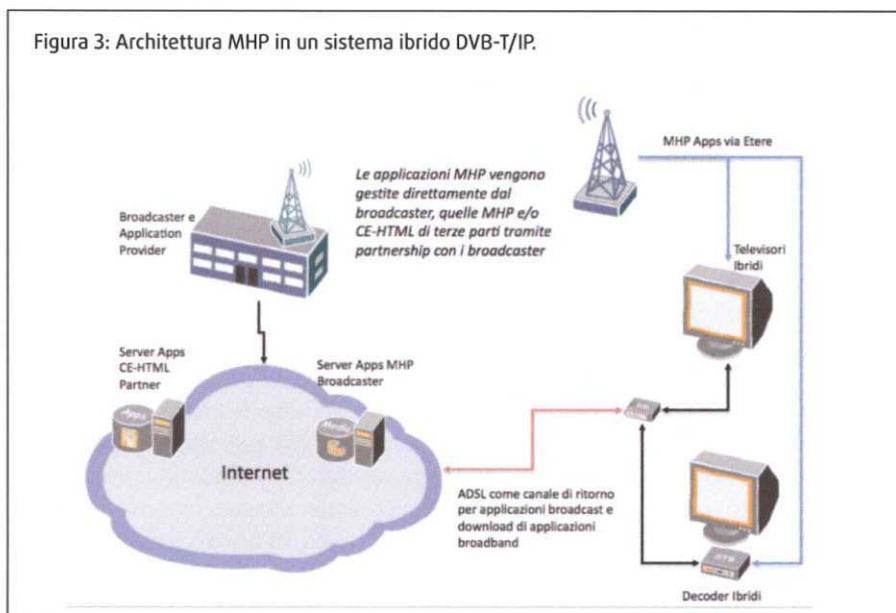 Figura 3: Architettura MHP in un sistema ibrido DVB-T/IP.
MHP Apps via Etere
Le applicazioni MHP vengono
gestite direttamente dal
broadcaster, quelle MHP e/o
CE-HTML di terze parti tramite
partnership con i broadcaster
Broadcaster e
Application
Provider
Televisori
Ibridi
Server Apps
CE-HTML
Partner
Server Apps MHP
Broadcaster
Apps
Media
Internet
ADSL come canale di ritorno
per applicazioni broadcast e
download di applicazioni
broadband
STB
Decoder Ibridi